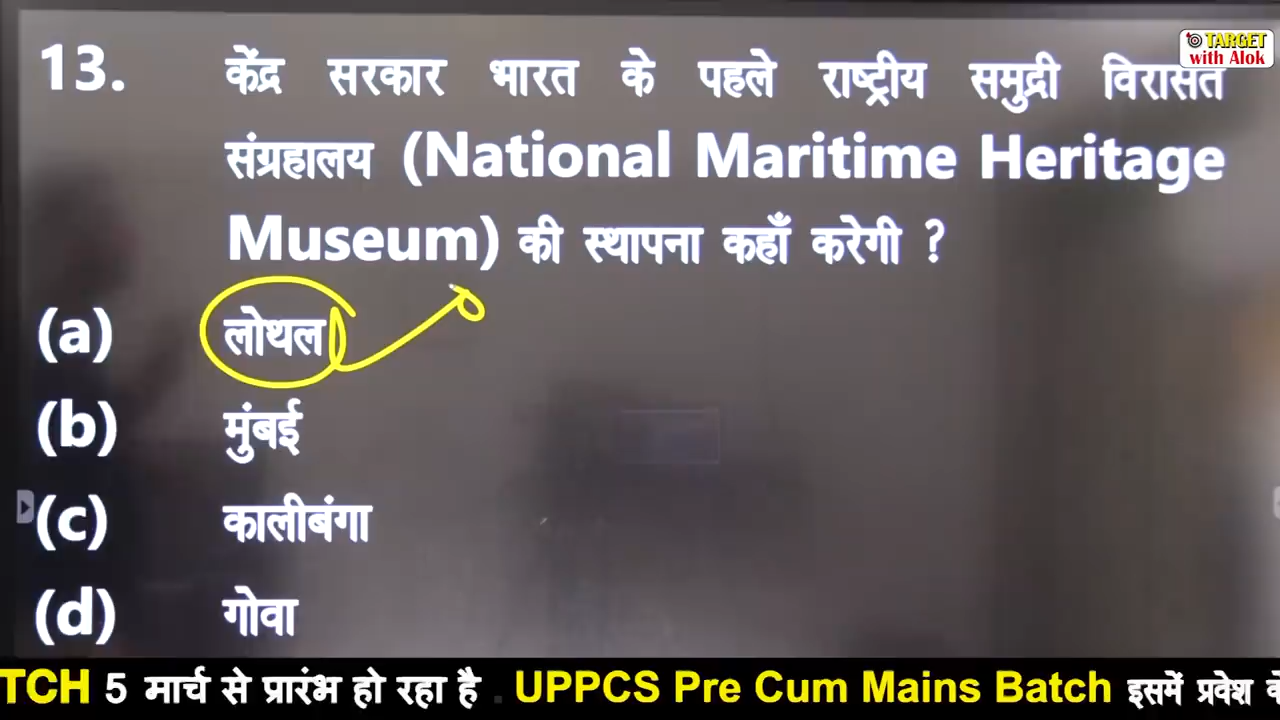 TARGET
with Alok
13. केंद्र सरकार भारत के पहले राष्ट्रीय समुद्री विरासत
संग्रहालय (National Maritime Heritage
Museum) की स्थापना कहाँ करेगी ?
(a) लोथल
(b) मुंबई
(c) कालीबंगा
(d) गोवा
TCH 5 मार्च से प्रारंभ हो रहा है . UPPCS Pre Cum Mains Batch इसमें प्रवेश